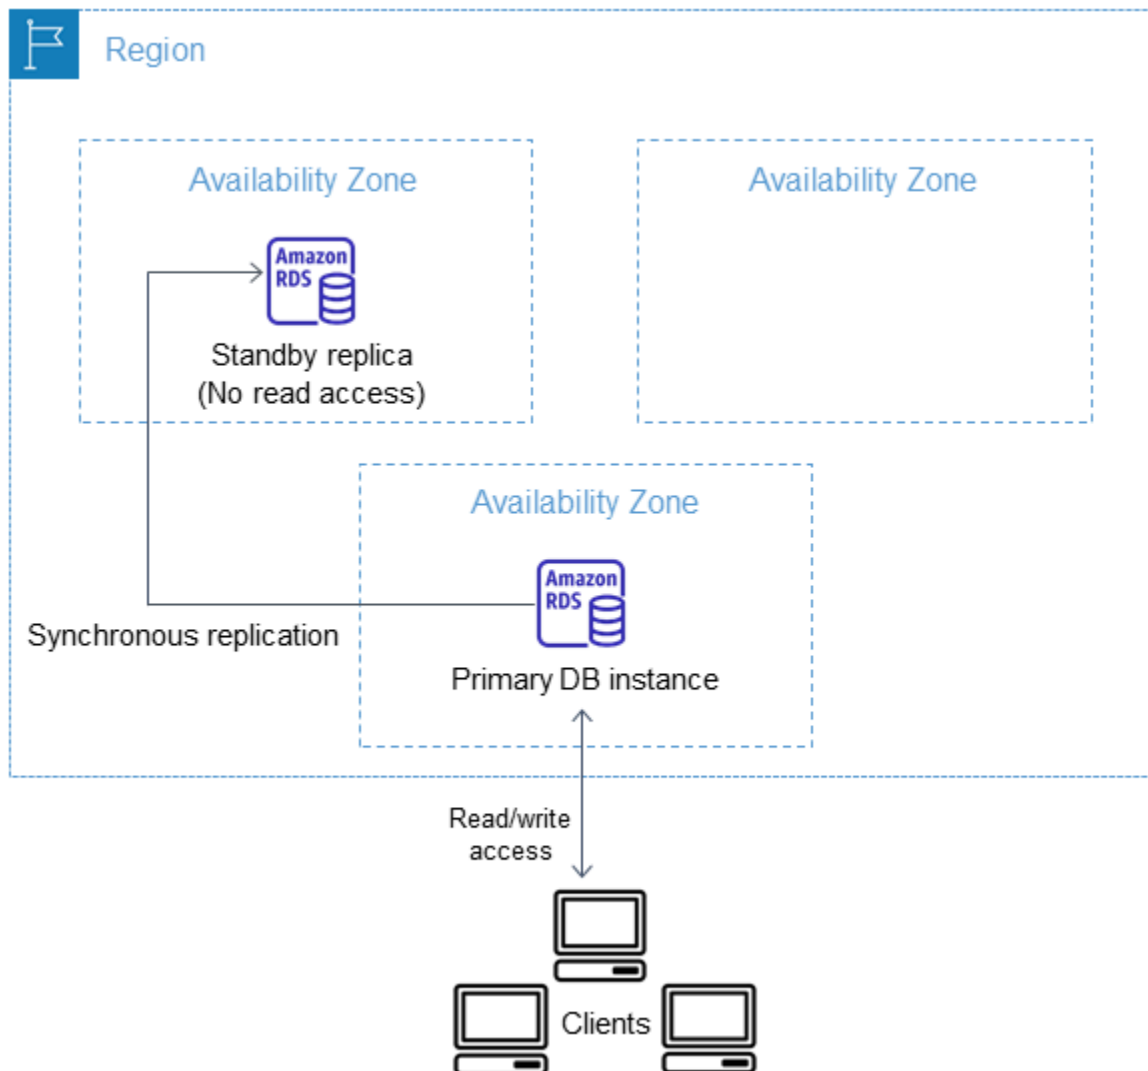 Region
Availability Zone
Availability Zone
Amazon
RDS
Standby replica
(No read access)
Availability Zone
Amazon
RDS
Synchronous replication
Primary DB instance
Read/write
access
Clients